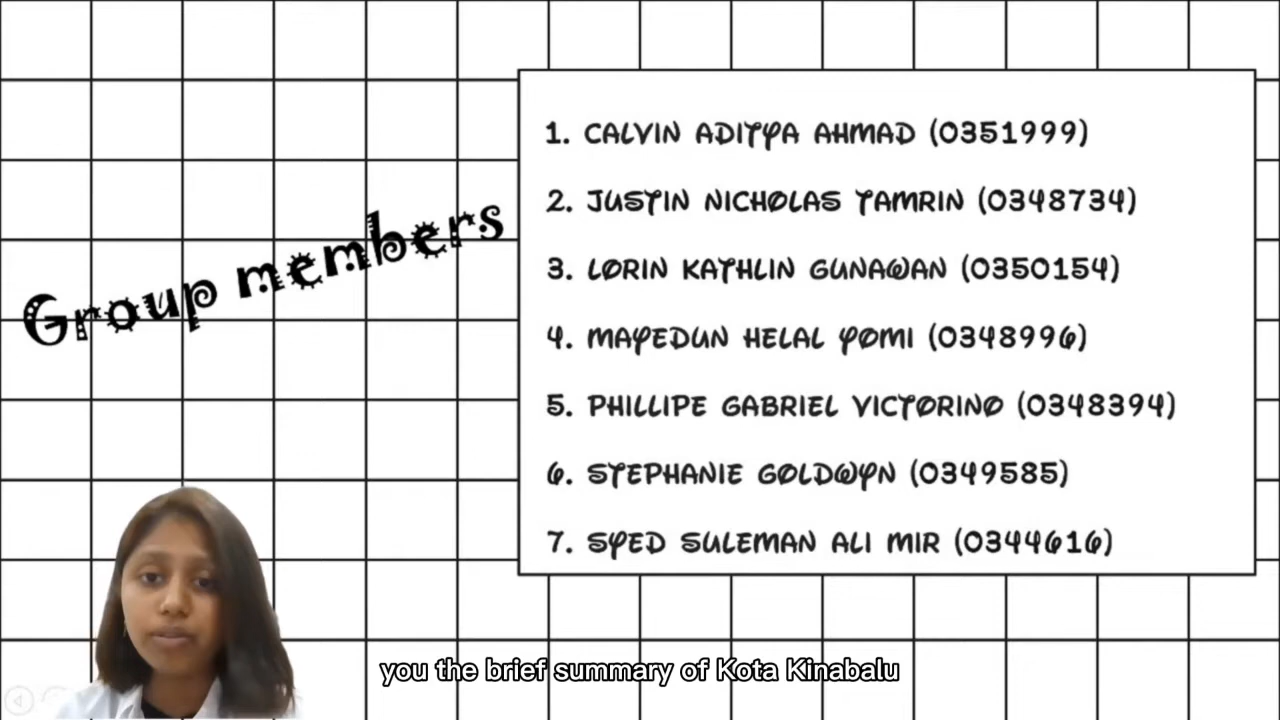 Group members
1. CALVIN ADITYA AHMAD (0351999)
2. JUSTIN NICHOLAS TAMRIN (0348734)
3. LORIN KATHLIN GUNAWAN (0350154)
4. MAYEDUN HELAL YOMI (0348996)
5. PHILLIPE GABRIEL VICTORINO (0348394)
6. STEPHANIE GOLDWYN (0349585)
7. SYED SULEMAN ALI MIR (0344616)
you the brief summary of Kota Kinabalu